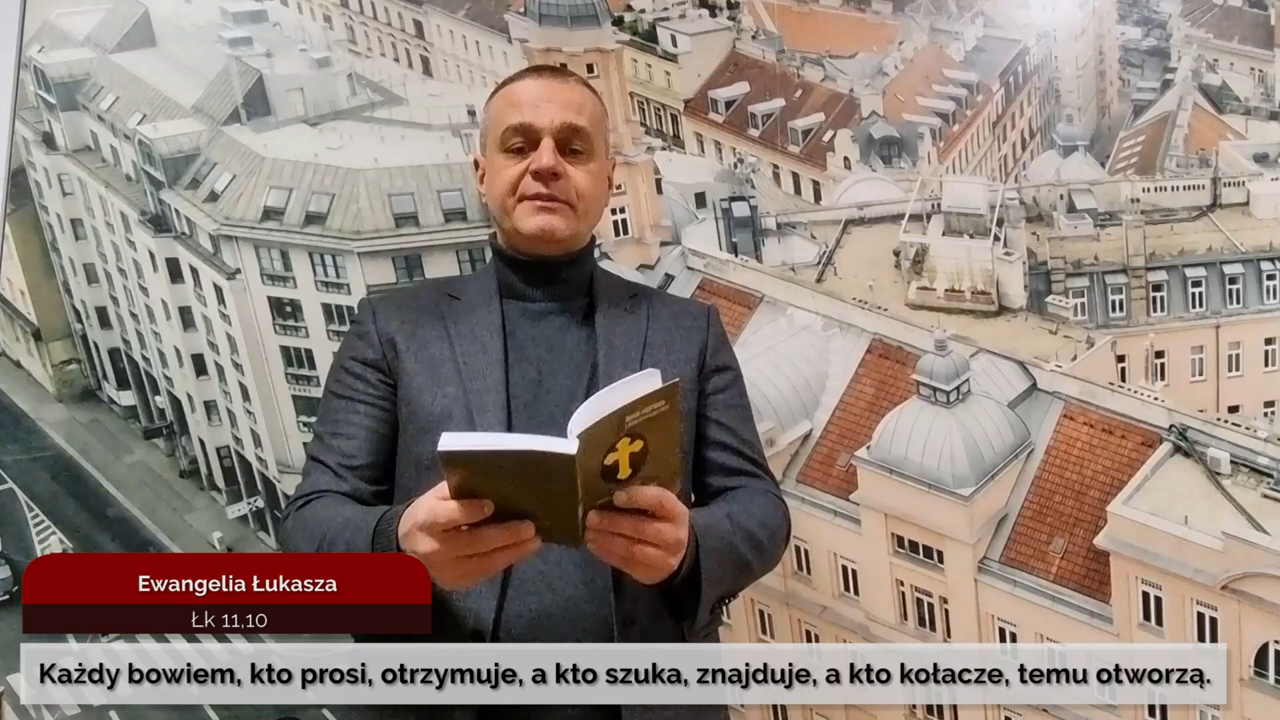 Ewangelia Łukasza
Łk 11,10
Każdy bowiem, kto prosi, otrzymuje, a kto szuka, znajduje, a kto kołacze, temu otworzą.